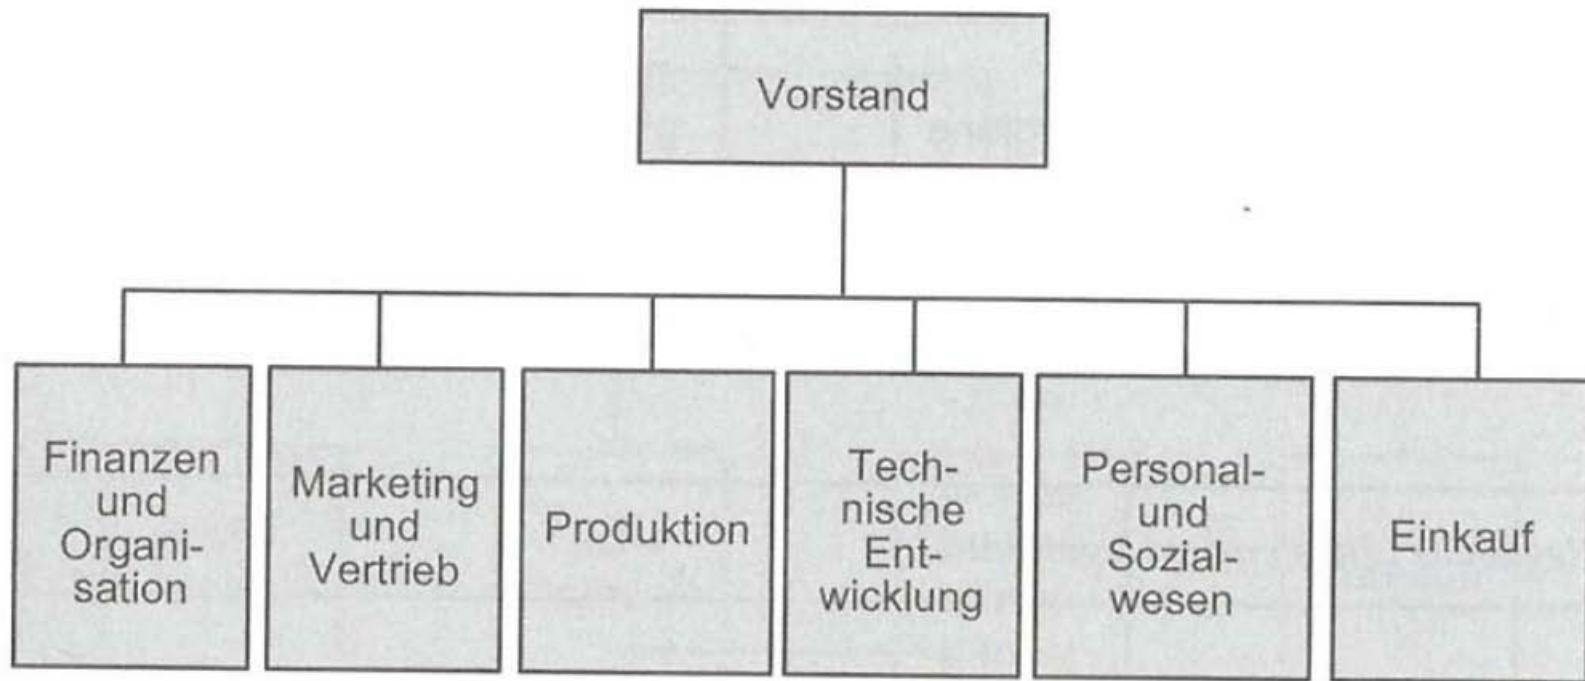 Vorstand
Finanzen
und
Organi-
sation
Marketing
und
Vertrieb
Produktion
Tech-
nische
Ent-
wicklung
Personal-
und
Sozial-
wesen
Einkauf